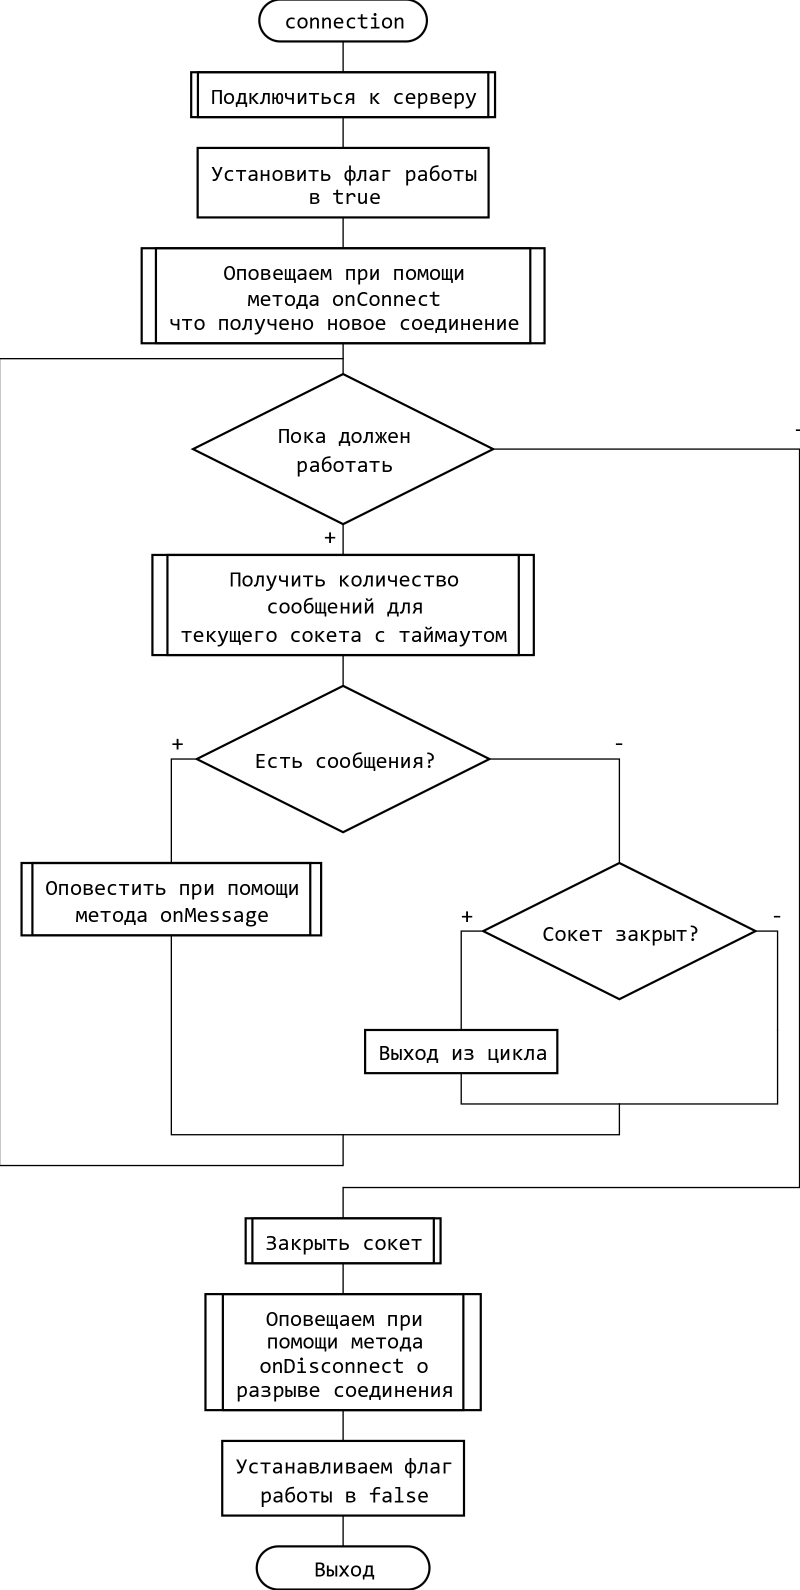 connection
Подключиться к серверу
Установить флаг работы
в true
Оповещаем при помощи
метода onConnect
что получено новое соединение
-
Пока должен
работать
+
Получить количество
сообщений для
текущего сокета с таймаутом
+
-
Есть сообщения?
Оповестить при помощи
метода onMessage
+
-
Сокет закрыт?
Выход из цикла
Закрыть сокет
Оповещаем при
помощи метода
onDisconnect о
разрыве соединения
Устанавливаем флаг
работы в false
Выход